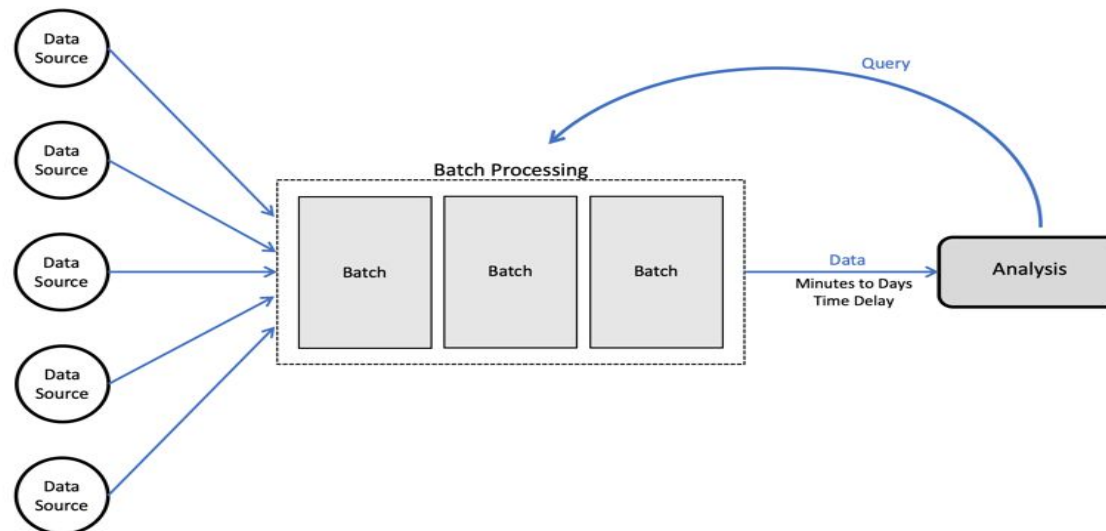 Data
Source
Query
Data
Source
Batch Processing
Data
Source
Batch
Batch
Batch
Data
Minutes to Days
Time Delay
Analysis
Data
Source
Data
Source